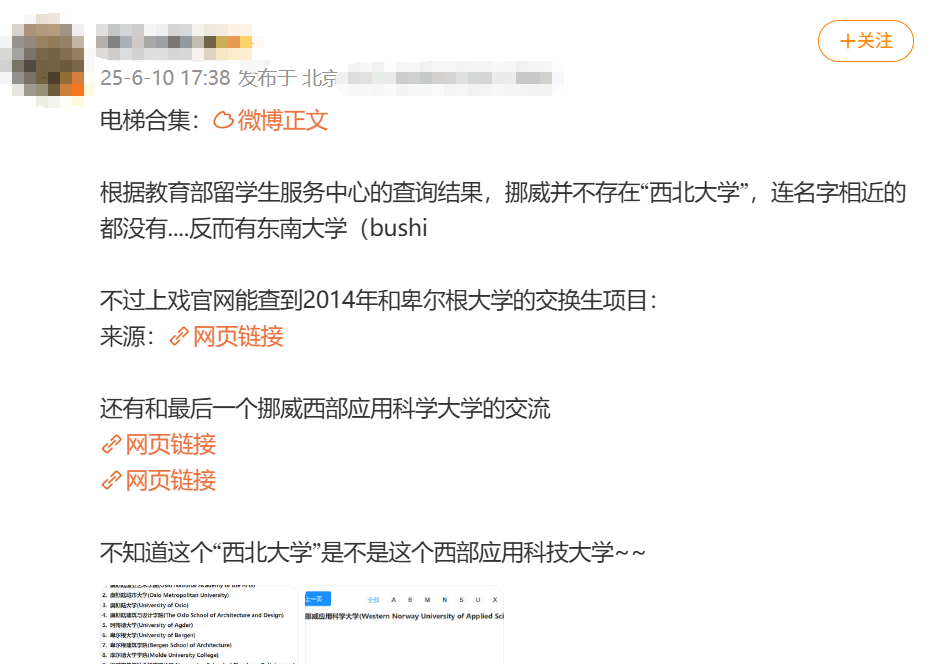 +关注
25-6-10 17:38 发布于 北京
电梯合集：微博正文
根据教育部留学生服务中心的查询结果，挪威并不存在“西北大学”，连名字相近的
都没有....反而有东南大学（bushi
不过上戏官网能查到2014年和卑尔根大学的交换生项目：
来源：网页链接
还有和最后一个挪威西部应用科学大学的交流
网页链接
网页链接
不知道这个“西北大学”是不是这个西部应用科技大学~~
(Oslo National Academy of the Arts)
2. 奥斯陆城市大学(Oslo Metropolitan University)
3. 奥斯陆大学(University of Oslo)
4. 奥斯陆建筑与设计学院(The Oslo School of Architecture and Design)
5. 阿哥德大学(University of Agder)
6. 卑尔根大学(University of Bergen)
7. 卑尔根建筑学院(Bergen School of Architecture)
8. 摩尔德大学学院(Molde University College)
上一页 全部 A B M N S U X
挪威应用科学大学(Western Norway University of Applied Sci